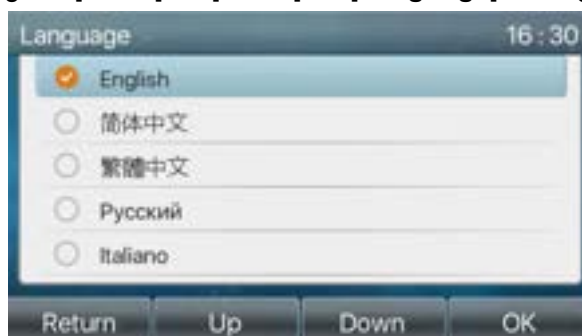 Language 16:30
English
简体中文
繁體中文
Русский
Italiano
Return Up Down OK